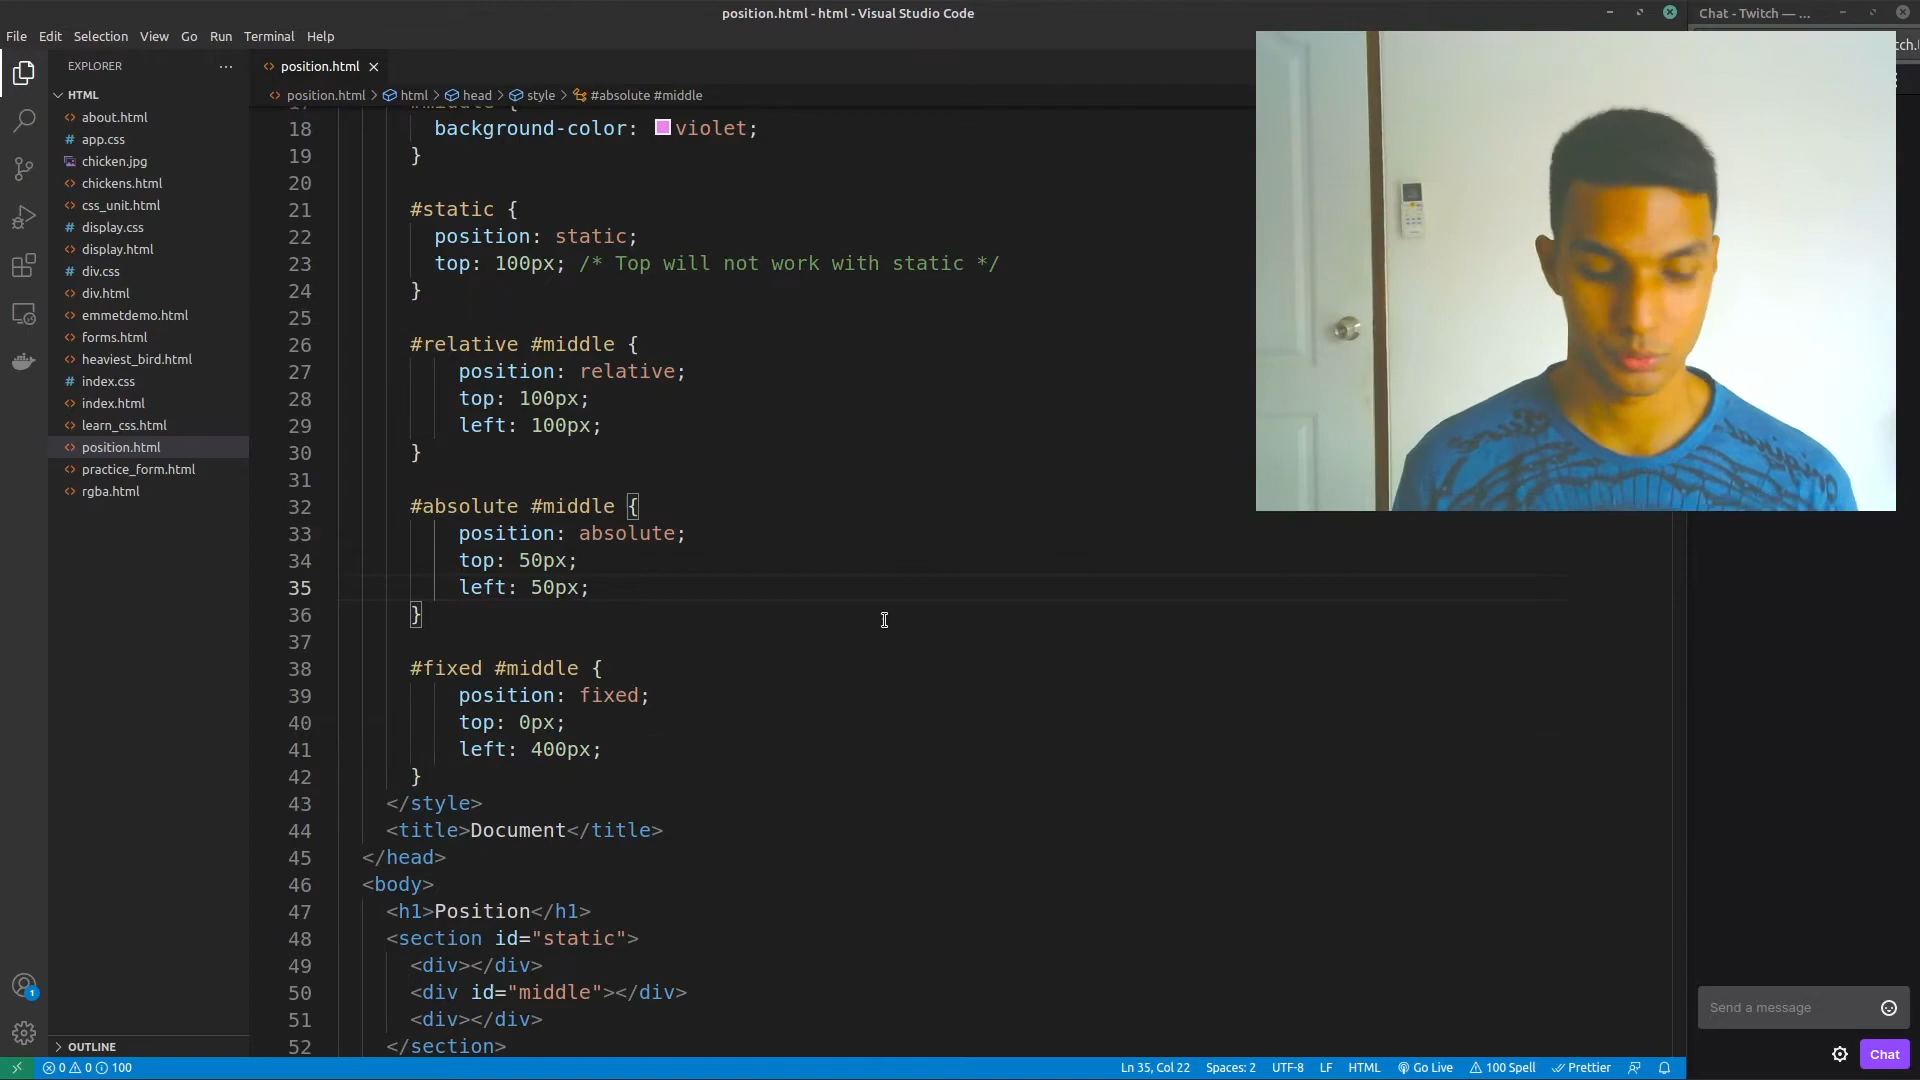 position.html - html - Visual Studio Code
Chat - Twitch — ...
File Edit Selection View Go Run Terminal Help
EXPLORER
position.html
HTML
position.html > html > head > style > #absolute #middle
about.html
app.css
chicken.jpg
chickens.html
css_unit.html
display.css
display.html
div.css
div.html
emmetdemo.html
forms.html
heaviest_bird.html
index.css
index.html
learn_css.html
position.html
practice_form.html
rgba.html
OUTLINE
18 background-color: violet;
19 }
20
21 #static {
22 position: static;
23 top: 100px; /* Top will not work with static */
24 }
25
26 #relative #middle {
27 position: relative;
28 top: 100px;
29 left: 100px;
30 }
31
32 #absolute #middle {
33 position: absolute;
34 top: 50px;
35 left: 50px;
36 }
37
38 #fixed #middle {
39 position: fixed;
40 top: 0px;
41 left: 400px;
42 }
43 </style>
44 <title>Document</title>
45 </head>
46 <body>
47 <h1>Position</h1>
48 <section id="static">
49 <div></div>
50 <div id="middle"></div>
51 <div></div>
52 </section>
Send a message
Chat
1
0 0 100
Ln 35, Col 22 Spaces: 2 UTF-8 LF HTML Go Live 100 Spell Prettier